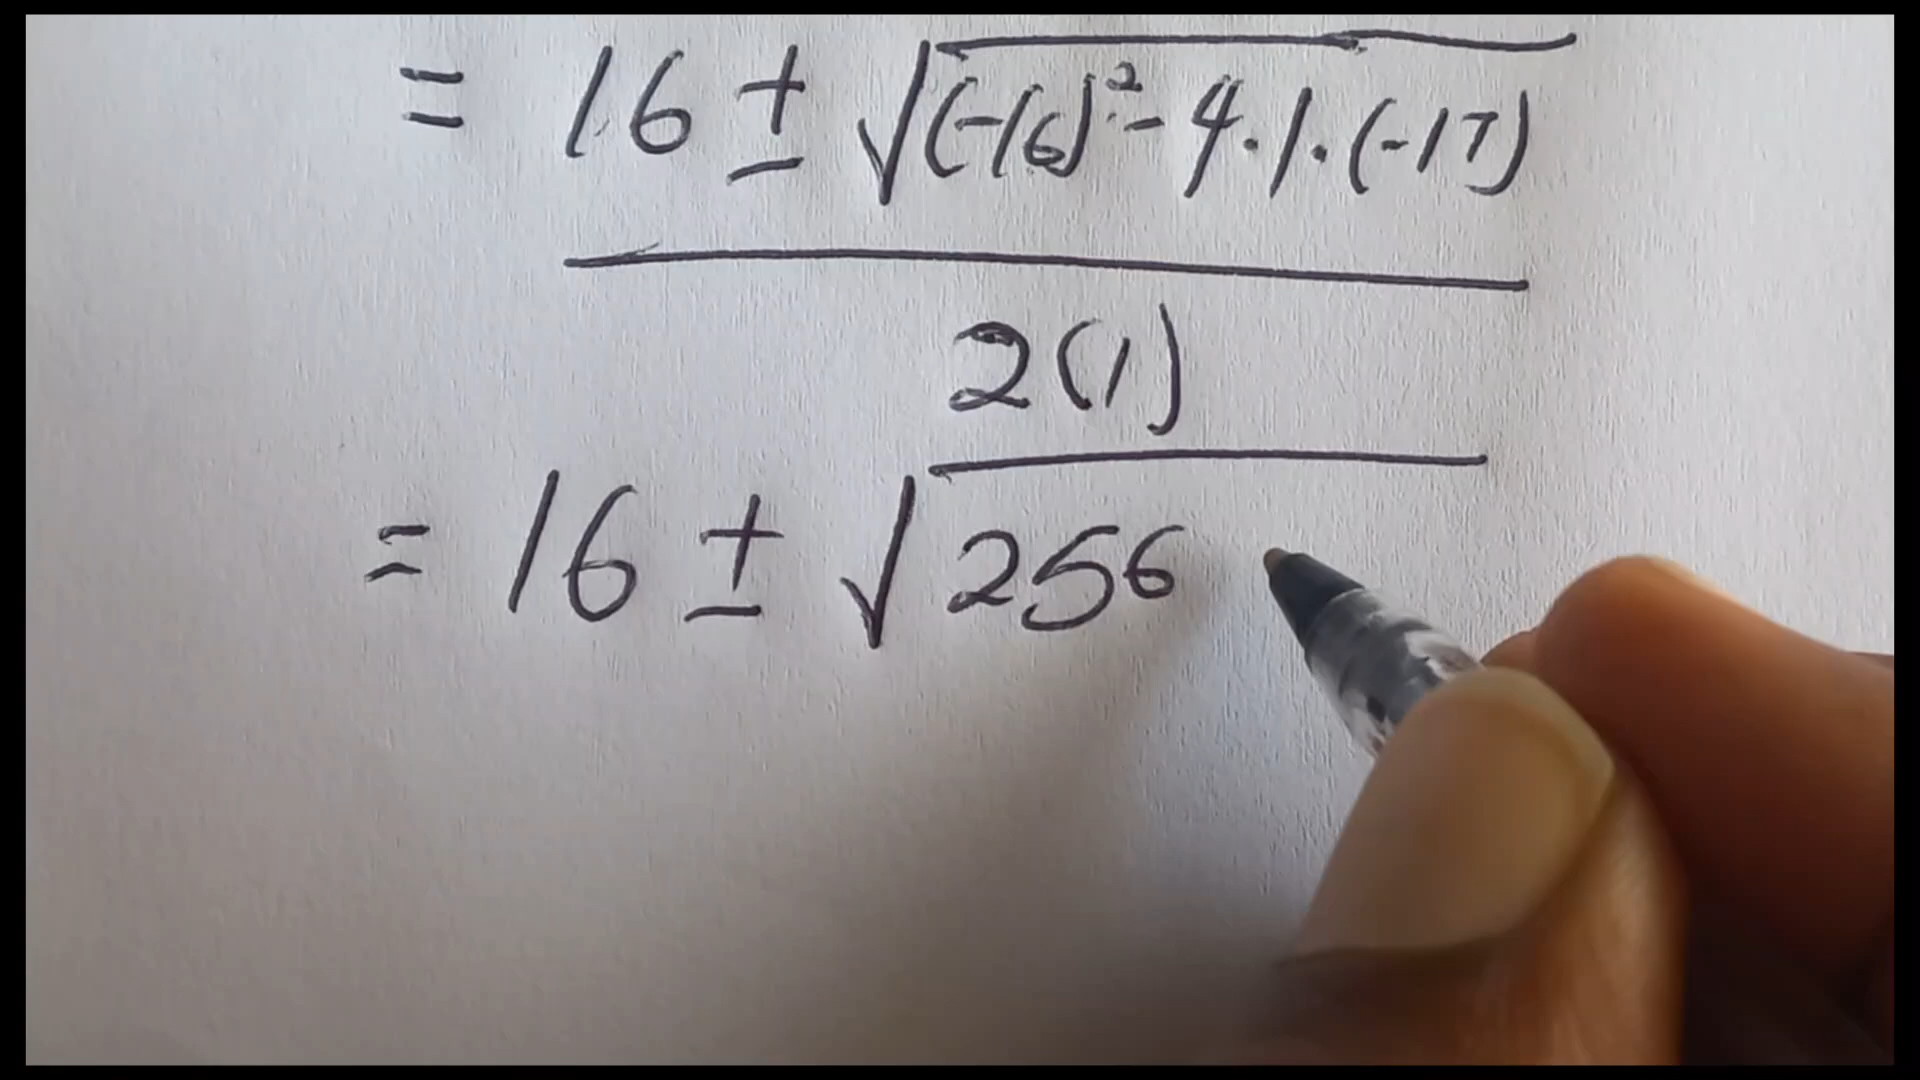 = 16 ± √(-16)² - 4.1.(-17)
2(1)
= 16 ± √256